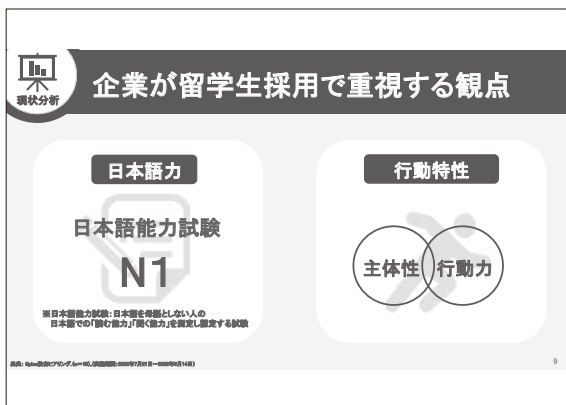 現状分析
企業が留学生採用で重視する観点
日本語力
日本語能力試験
N1
※日本語能力試験：日本語を母語としない人の
日本語での「読む能力」「聞く能力」を測定し認定する試験
行動特性
主体性
行動力
9